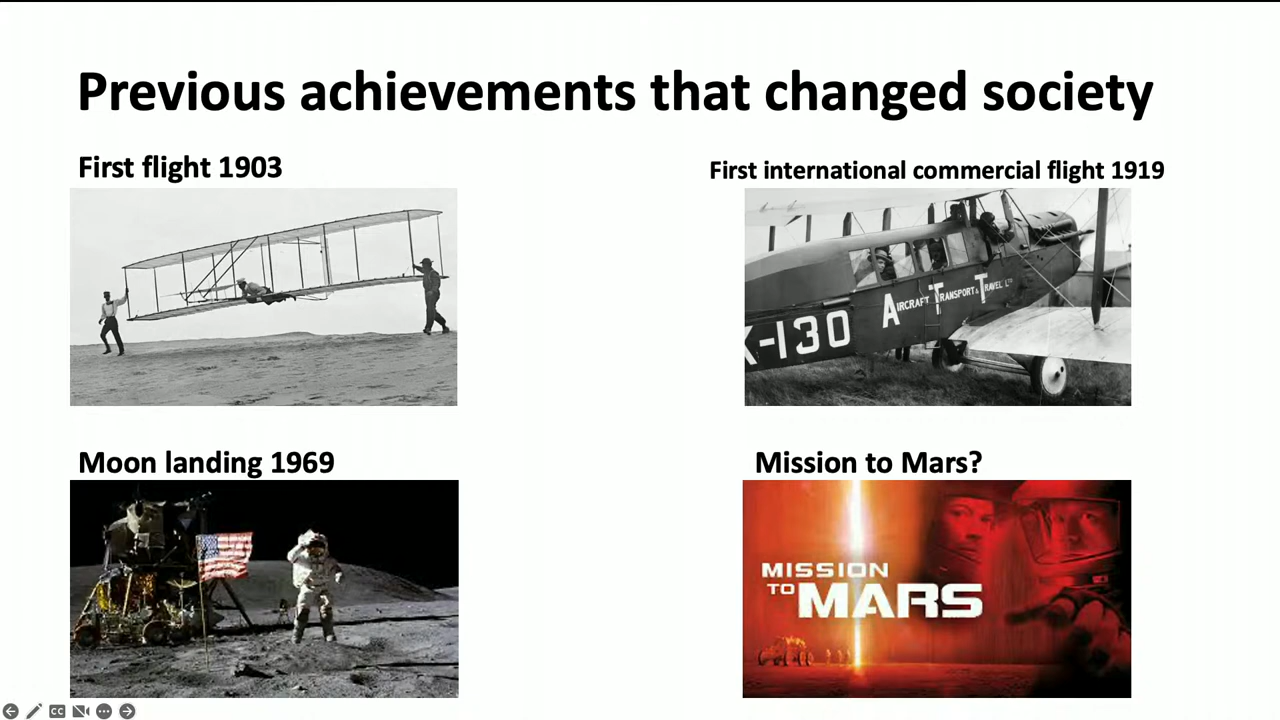 Previous achievements that changed society
First flight 1903
First international commercial flight 1919
K-130
AIRCRAFT TRANSPORT & TRAVEL LTD
Moon landing 1969
Mission to Mars?
MISSION
TO MARS
CC